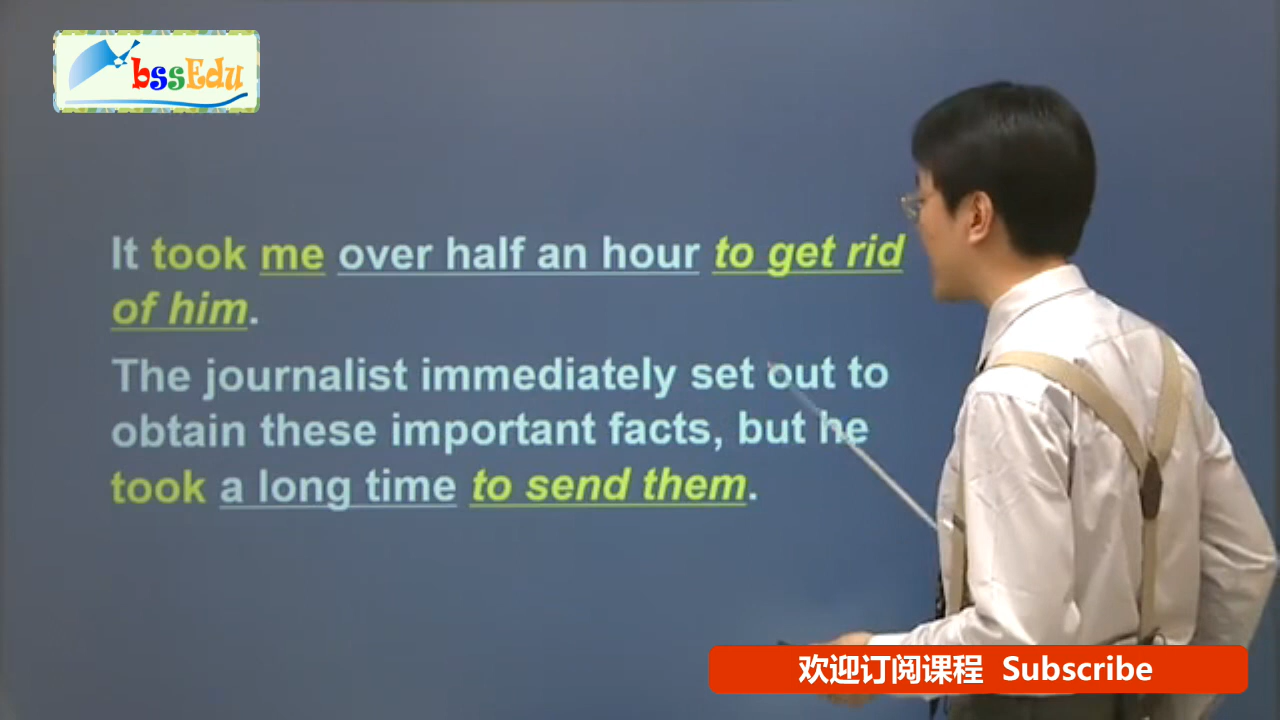 bssEdu
It took me over half an hour to get rid
of him.
The journalist immediately set out to
obtain these important facts, but he
took a long time to send them.
欢迎订阅课程 Subscribe